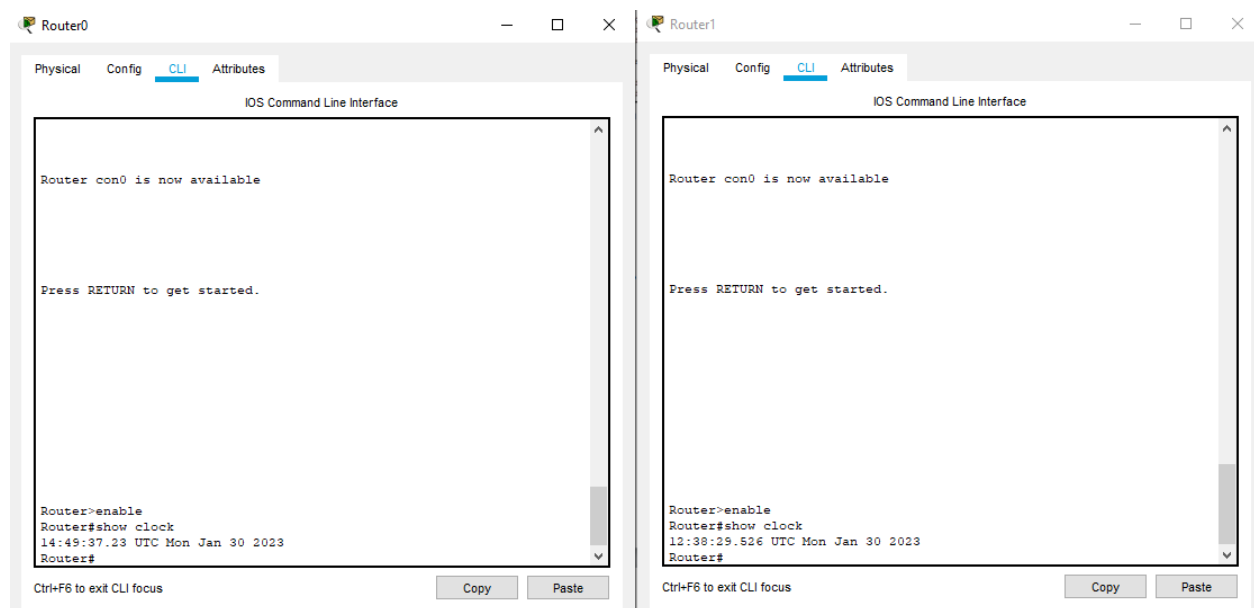 Router0
Physical Config CLI Attributes
IOS Command Line Interface
Router con0 is now available
Press RETURN to get started.
Router>enable
Router#show clock
14:49:37.23 UTC Mon Jan 30 2023
Router#
Ctrl+F6 to exit CLI focus
Copy
Paste
Router1
Physical Config CLI Attributes
IOS Command Line Interface
Router con0 is now available
Press RETURN to get started.
Router>enable
Router#show clock
12:38:29.526 UTC Mon Jan 30 2023
Router#
Ctrl+F6 to exit CLI focus
Copy
Paste